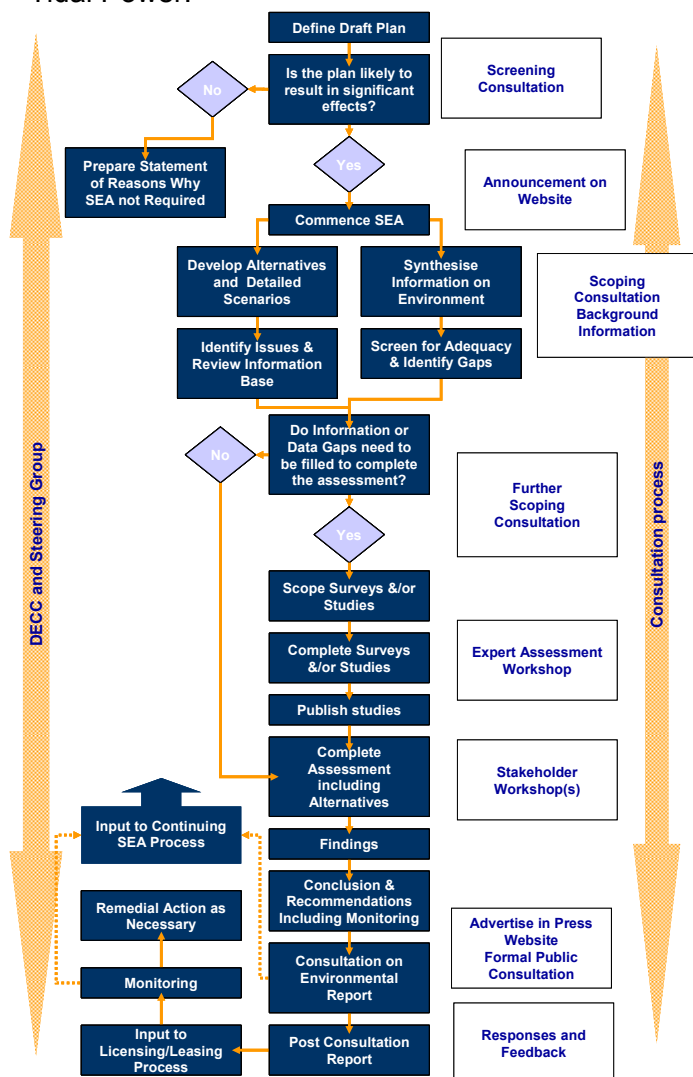 Tidal Power.
Define Draft Plan
Is the plan likely to
result in significant
effects?
Screening
Consultation
No
Yes
Prepare Statement
of Reasons Why
SEA not Required
Announcement on
Website
Commence SEA
Develop Alternatives
and Detailed
Scenarios
Synthesise
Information on
Environment
Scoping
Consultation
Background
Information
Identify Issues &
Review Information
Base
Screen for Adequacy
& Identify Gaps
Do Information or
Data Gaps need to
be filled to complete
the assessment?
No
Further
Scoping
Consultation
Yes
DECC and Steering Group
Consultation process
Scope Surveys &/or
Studies
Complete Surveys
&/or Studies
Expert Assessment
Workshop
Publish studies
Complete
Assessment
including
Alternatives
Stakeholder
Workshop(s)
Input to Continuing
SEA Process
Findings
Conclusion &
Recommendations
Including Monitoring
Remedial Action as
Necessary
Advertise in Press
Website
Formal Public
Consultation
Consultation on
Environmental
Report
Monitoring
Input to
Licensing/Leasing
Process
Post Consultation
Report
Responses and
Feedback